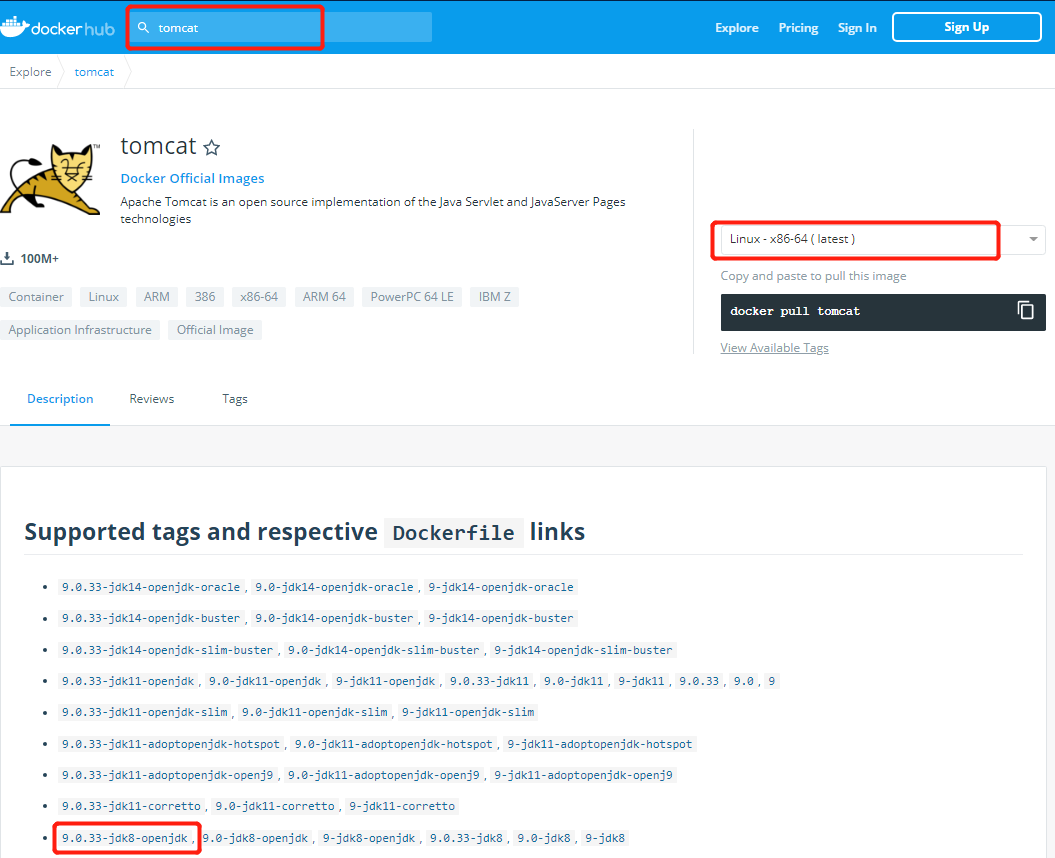 docker hub tomcat Explore Pricing Sign In Sign Up
Explore tomcat
tomcat
Docker Official Images
Apache Tomcat is an open source implementation of the Java Servlet and JavaServer Pages
technologies
100M+
Container Linux ARM 386 x86-64 ARM 64 PowerPC 64 LE IBM Z
Application Infrastructure Official Image
Linux - x86-64 ( latest )
Copy and paste to pull this image
docker pull tomcat
View Available Tags
Description Reviews Tags
Supported tags and respective Dockerfile links
• 9.0.33-jdk14-openjdk-oracle , 9.0-jdk14-openjdk-oracle , 9-jdk14-openjdk-oracle
• 9.0.33-jdk14-openjdk-buster , 9.0-jdk14-openjdk-buster , 9-jdk14-openjdk-buster
• 9.0.33-jdk14-openjdk-slim-buster , 9.0-jdk14-openjdk-slim-buster , 9-jdk14-openjdk-slim-buster
• 9.0.33-jdk11-openjdk , 9.0-jdk11-openjdk , 9-jdk11-openjdk , 9.0.33-jdk11 , 9.0-jdk11 , 9-jdk11 , 9.0.33 , 9.0 , 9
• 9.0.33-jdk11-openjdk-slim , 9.0-jdk11-openjdk-slim , 9-jdk11-openjdk-slim
• 9.0.33-jdk11-adoptopenjdk-hotspot , 9.0-jdk11-adoptopenjdk-hotspot , 9-jdk11-adoptopenjdk-hotspot
• 9.0.33-jdk11-adoptopenjdk-openj9 , 9.0-jdk11-adoptopenjdk-openj9 , 9-jdk11-adoptopenjdk-openj9
• 9.0.33-jdk11-corretto , 9.0-jdk11-corretto , 9-jdk11-corretto
• 9.0.33-jdk8-openjdk , 9.0-jdk8-openjdk , 9-jdk8-openjdk , 9.0.33-jdk8 , 9.0-jdk8 , 9-jdk8